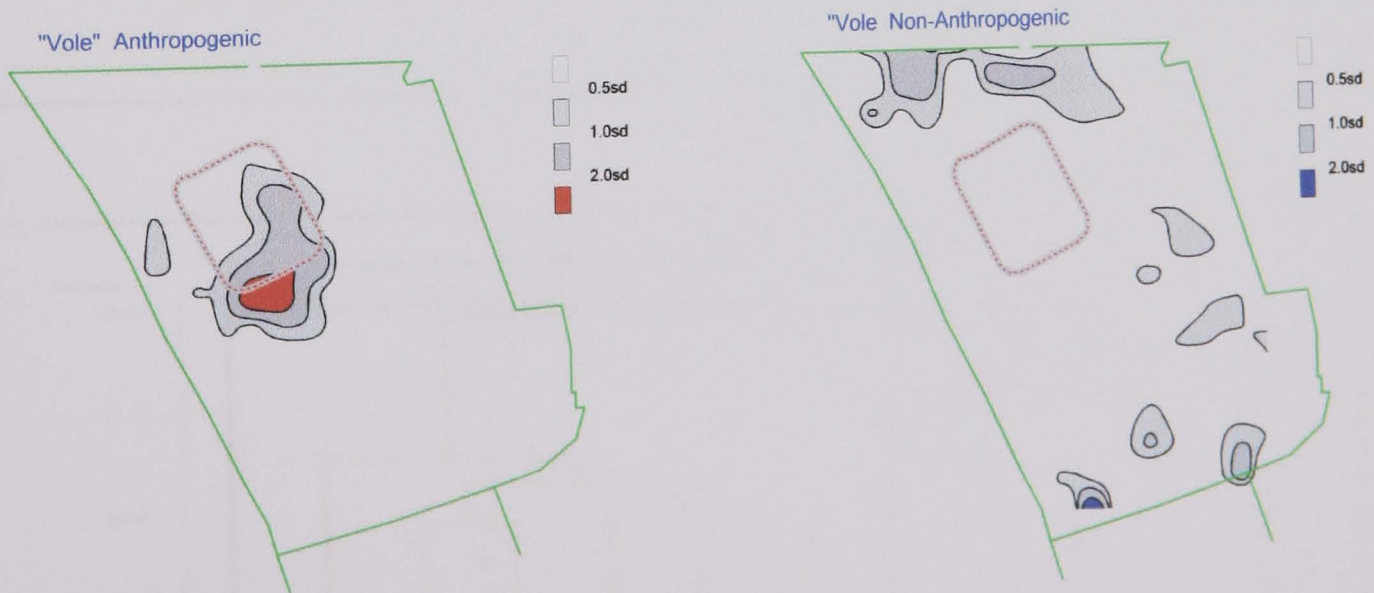 "Vole" Anthropogenic
0.5sd
1.0sd
2.0sd
"Vole Non-Anthropogenic
0.5sd
1.0sd
2.0sd